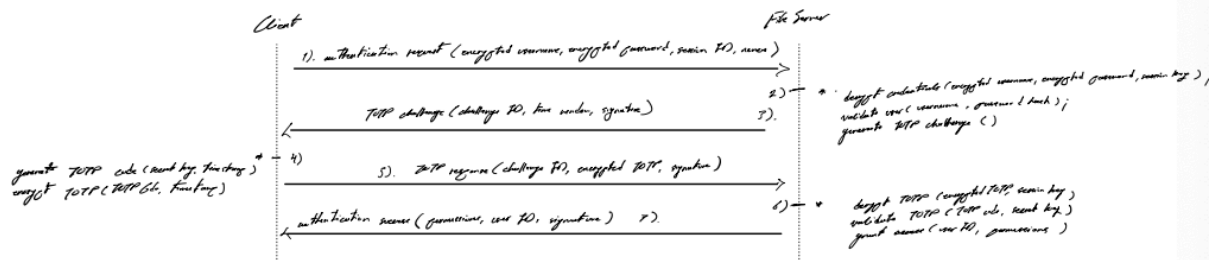 Client
File Server
1). authentication request (encrypted username, encrypted password, session ID, nonce)
2) - * decrypt credentials (encrypted username, encrypted password, session key);
validate user (username, password hash);
generate TOTP challenge ()
TOTP challenge (challenge ID, time window, signature) 3).
generate TOTP code (secret key, timestamp) * - 4)
encrypt TOTP (TOTP Code, timestamp)
5). TOTP response (challenge ID, encrypted TOTP, signature)
6) - * decrypt TOTP (encrypted TOTP, session key)
validate TOTP (TOTP code, secret key)
grant access (user ID, permissions)
authentication success (permissions, user ID, signature) 7).